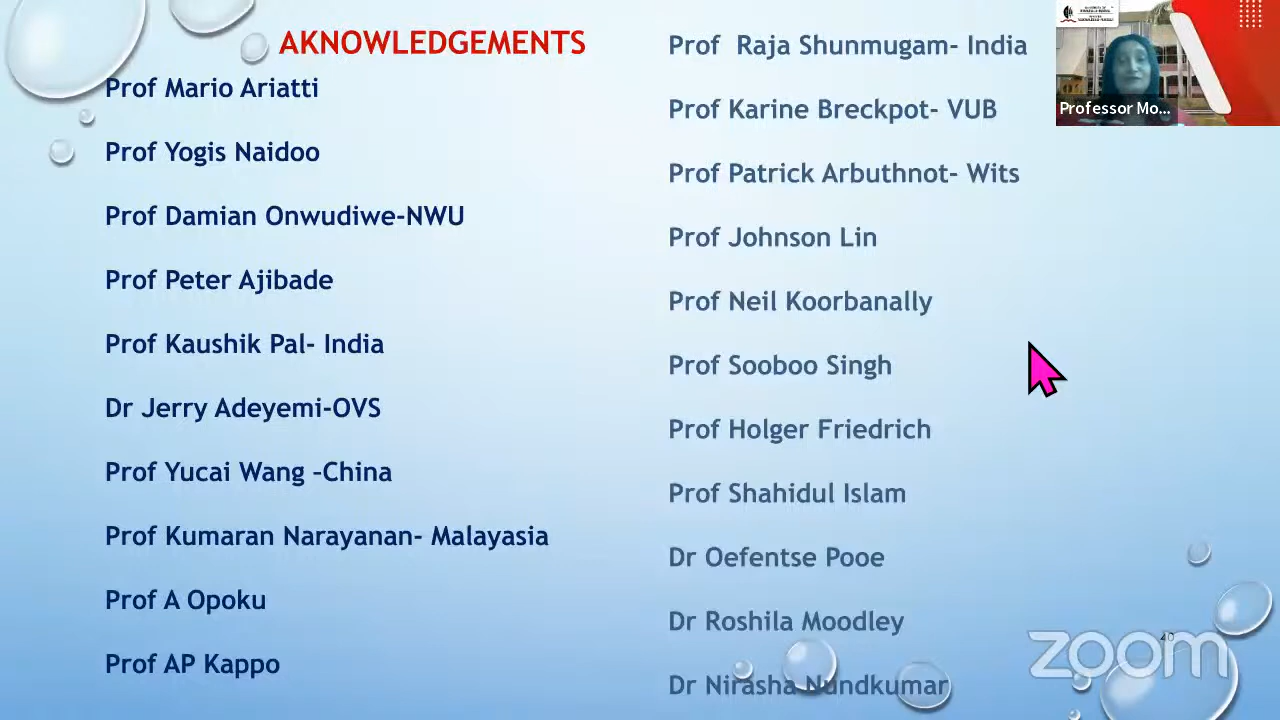 AKNOWLEDGEMENTS
Prof Mario Ariatti
Prof Yogis Naidoo
Prof Damian Onwudiwe-NWU
Prof Peter Ajibade
Prof Kaushik Pal- India
Dr Jerry Adeyemi-OVS
Prof Yucai Wang –China
Prof Kumaran Narayanan- Malayasia
Prof A Opoku
Prof AP Kappo
Prof Raja Shunmugam- India
Prof Karine Breckpot- VUB
Prof Patrick Arbuthnot- Wits
Prof Johnson Lin
Prof Neil Koorbanally
Prof Sooboo Singh
Prof Holger Friedrich
Prof Shahidul Islam
Dr Oefentse Pooe
Dr Roshila Moodley
Dr Nirasha Nundkumar
Professor Mo...
40
zoom